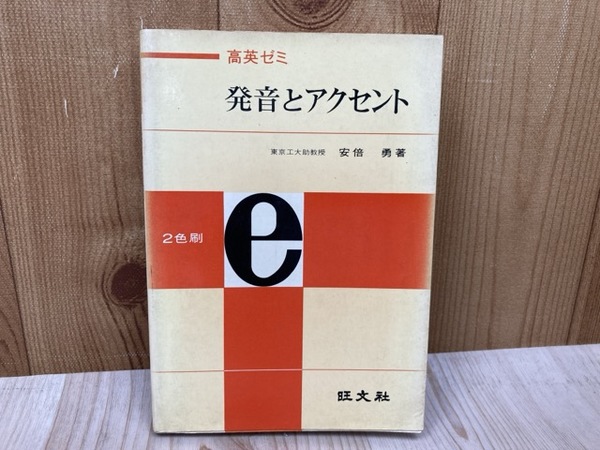 高英ゼミ
発音とアクセント
東京工大助教授 安倍 勇著
2色刷
e
旺文社